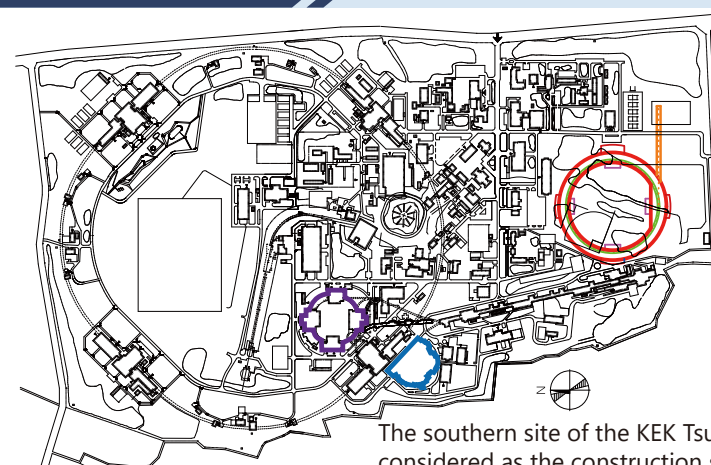 N
The southern site of the KEK Tsu
considered as the construction s